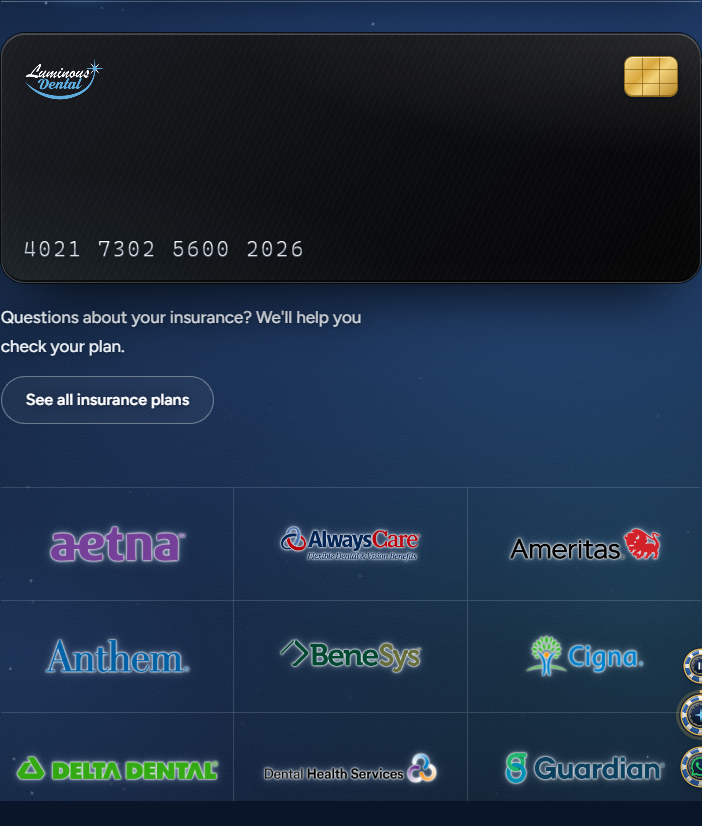 Luminous
Dental
4021 7302 5600 2026
Questions about your insurance? We'll help you
check your plan.
See all insurance plans
aetna
AlwaysCare
Flexible Dental & Vision Benefits
Ameritas
Anthem
BeneSys
Cigna
DELTA DENTAL
Dental Health Services
Guardian